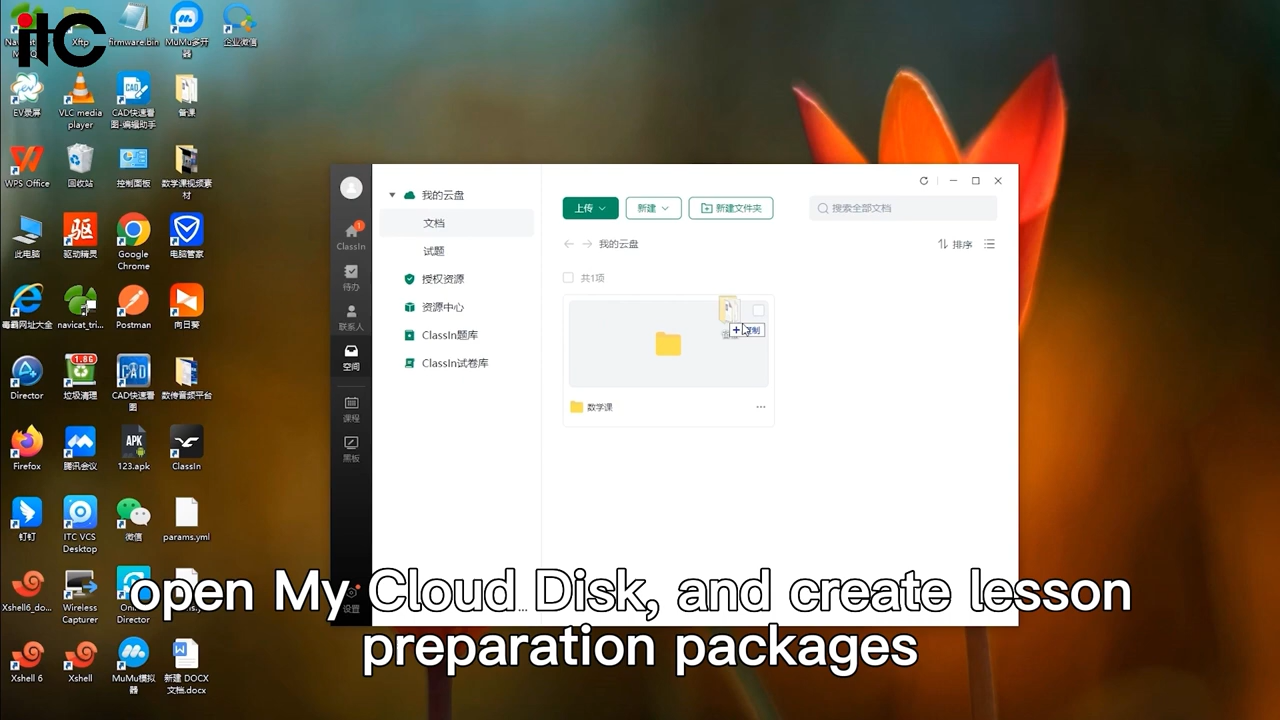 itc
Xftp
firmware.bin
MuMu多开
器
企业微信
EV录屏
VLC media
player
CAD快速看
图-编辑助手
备课
WPS Office
回收站
控制面板
数学课视频素
材
此电脑
驱动精灵
Google
Chrome
电脑管家
毒霸网址大全
navicat_tri...
Postman
向日葵
Director
1.86
垃圾清理
CAD快速看
图
数传音频平台
Firefox
腾讯会议
APK
123.apk
ClassIn
钉钉
ITC VCS
Desktop
微信
params.yml
Xshell6_do...
Wireless
Capturer
Director
Xshell 6
Xshell
MuMu模拟
器
新建 DOCX
文档.docx
1
ClassIn
待办
联系人
空间
课程
黑板
设置
我的云盘
文档
试题
授权资源
资源中心
ClassIn题库
ClassIn试卷库
上传
新建
新建文件夹
搜索全部文档
我的云盘
排序
共1项
数学课
open My Cloud Disk, and create lesson
preparation packages